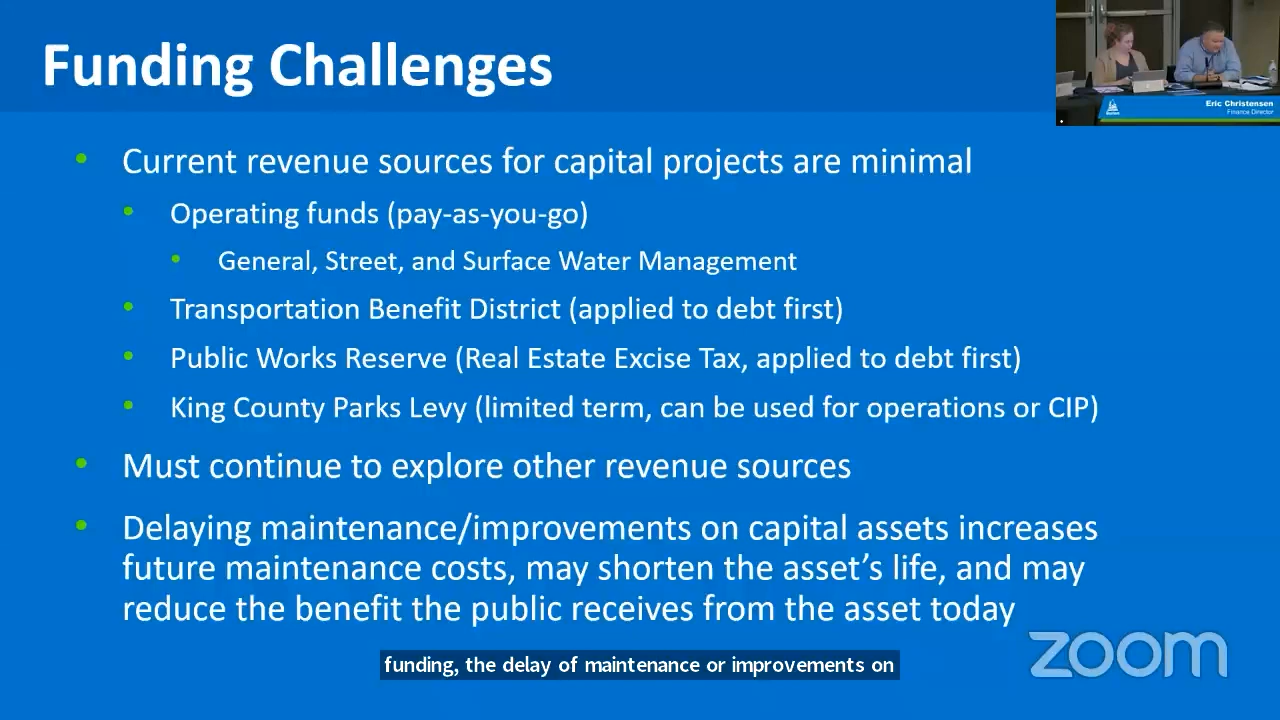 Funding Challenges
Eric Christensen
Finance Director
• Current revenue sources for capital projects are minimal
• Operating funds (pay-as-you-go)
• General, Street, and Surface Water Management
• Transportation Benefit District (applied to debt first)
• Public Works Reserve (Real Estate Excise Tax, applied to debt first)
• King County Parks Levy (limited term, can be used for operations or CIP)
• Must continue to explore other revenue sources
• Delaying maintenance/improvements on capital assets increases
future maintenance costs, may shorten the asset’s life, and may
reduce the benefit the public receives from the asset today
funding, the delay of maintenance or improvements on
zoom